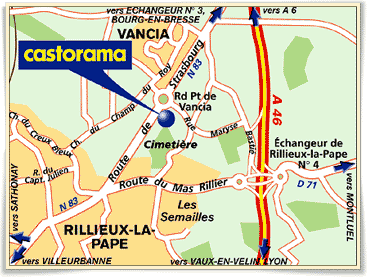 vers ECHANGEUR N° 3,
BOURG-EN-BRESSE
vers A 6
VANCIA
castorama
Route de Strasbourg
N 83
Ch. du Champ du Roy
Rd Pt de
Vancia
A 46
Rue Maryse Bastié
Ch. du Creux
Ch. du Creux
Cimetière
Échangeur de
Rillieux-la-Pape
N° 4
R. du
Capt. Julien
Route du Mas Rillier
D 71
vers SATHONAY
vers MONTLUEL
N 83
Les
Semailles
RILLIEUX-LA-
PAPE
vers VILLEURBANNE
vers VAUX-EN-VELIN, LYON